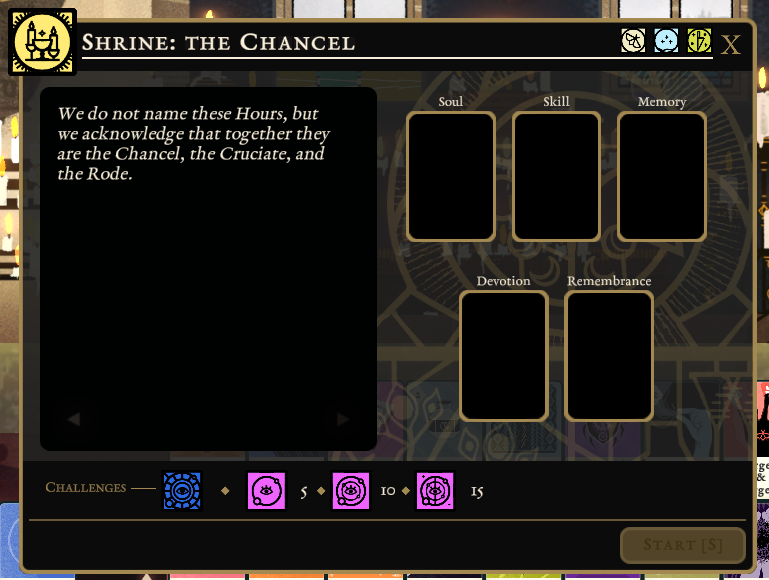 Shrine: the Chancel
X
We do not name these Hours, but
we acknowledge that together they
are the Chancel, the Cruciate, and
the Rode.
Soul
Skill
Memory
Devotion
Remembrance
Challenges
5
10
15
Start [S]